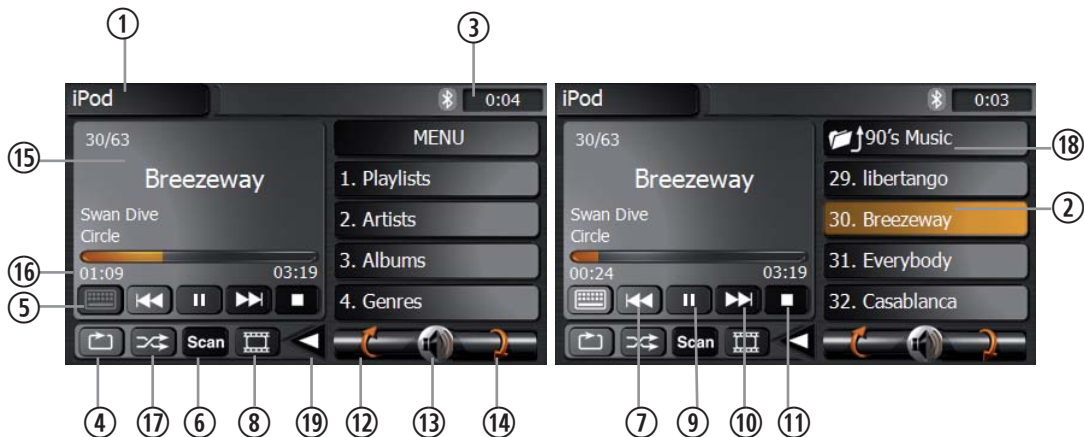 ① ③
iPod 0:04
30/63
Breezeway
Swan Dive
Circle
01:09 03:19
Scan
MENU
1. Playlists
2. Artists
3. Albums
4. Genres
⑮
⑯
⑤
④ ⑰ ⑥ ⑧ ⑲ ⑫ ⑬ ⑭
iPod 0:03
30/63
Breezeway
Swan Dive
Circle
00:24 03:19
Scan
90's Music
29. libertango
30. Breezeway
31. Everybody
32. Casablanca
⑱
②
⑦ ⑨ ⑩ ⑪